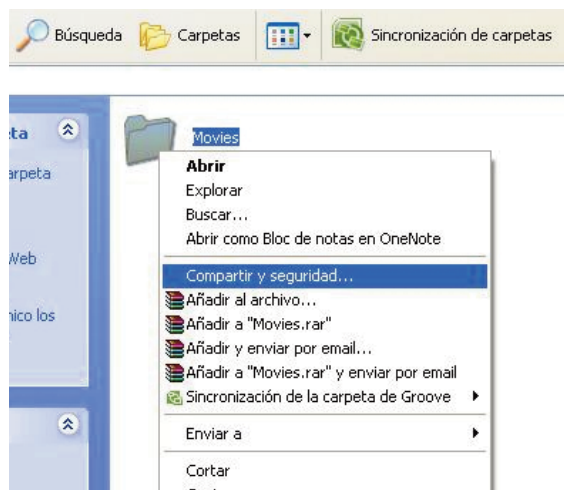 Búsqueda Carpetas Sincronización de carpetas
ta
Movies
arpeta
Web
nico los
Abrir
Explorar
Buscar...
Abrir como Bloc de notas en OneNote
Compartir y seguridad...
Añadir al archivo...
Añadir a "Movies.rar"
Añadir y enviar por email...
Añadir a "Movies.rar" y enviar por email
Sincronización de la carpeta de Groove
Enviar a
Cortar